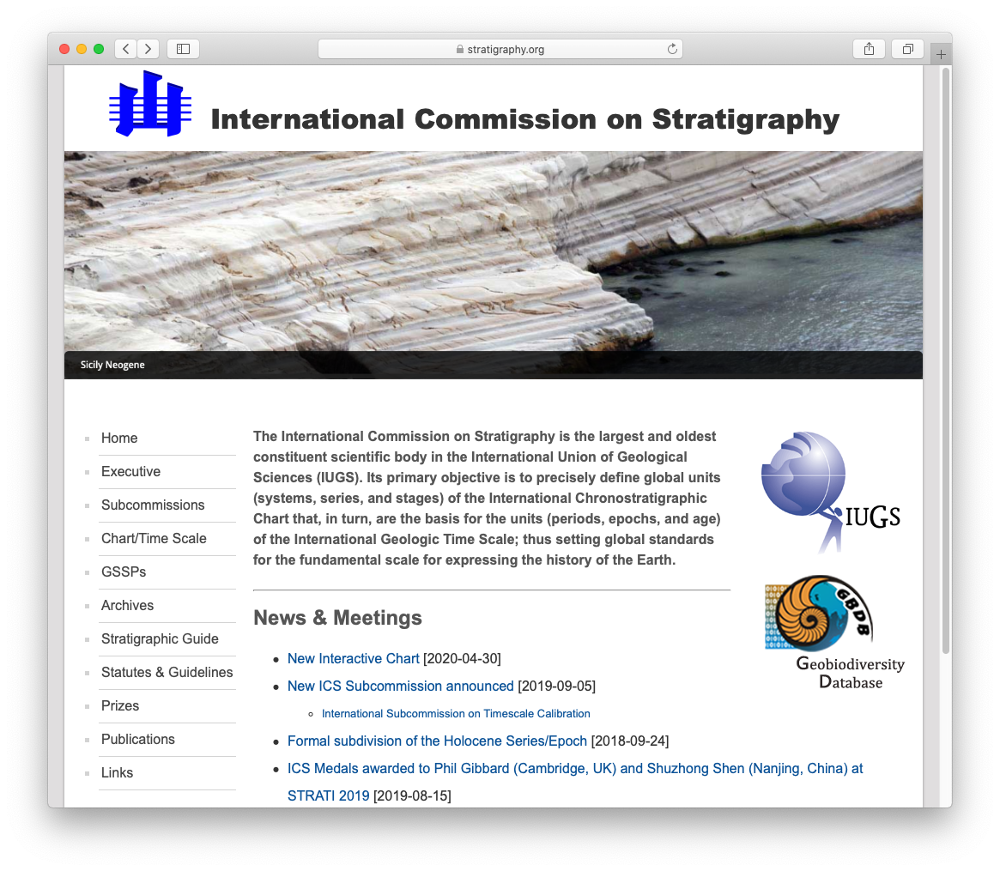 stratigraphy.org
International Commission on Stratigraphy
Sicily Neogene
Home
Executive
Subcommissions
Chart/Time Scale
GSSPs
Archives
Stratigraphic Guide
Statutes & Guidelines
Prizes
Publications
Links
The International Commission on Stratigraphy is the largest and oldest
constituent scientific body in the International Union of Geological
Sciences (IUGS). Its primary objective is to precisely define global units
(systems, series, and stages) of the International Chronostratigraphic
Chart that, in turn, are the basis for the units (periods, epochs, and age)
of the International Geologic Time Scale; thus setting global standards
for the fundamental scale for expressing the history of the Earth.
News & Meetings
New Interactive Chart [2020-04-30]
New ICS Subcommission announced [2019-09-05]
International Subcommission on Timescale Calibration
Formal subdivision of the Holocene Series/Epoch [2018-09-24]
ICS Medals awarded to Phil Gibbard (Cambridge, UK) and Shuzhong Shen (Nanjing, China) at
STRATI 2019 [2019-08-15]
IUGS
GBDB
Geobiodiversity
Database